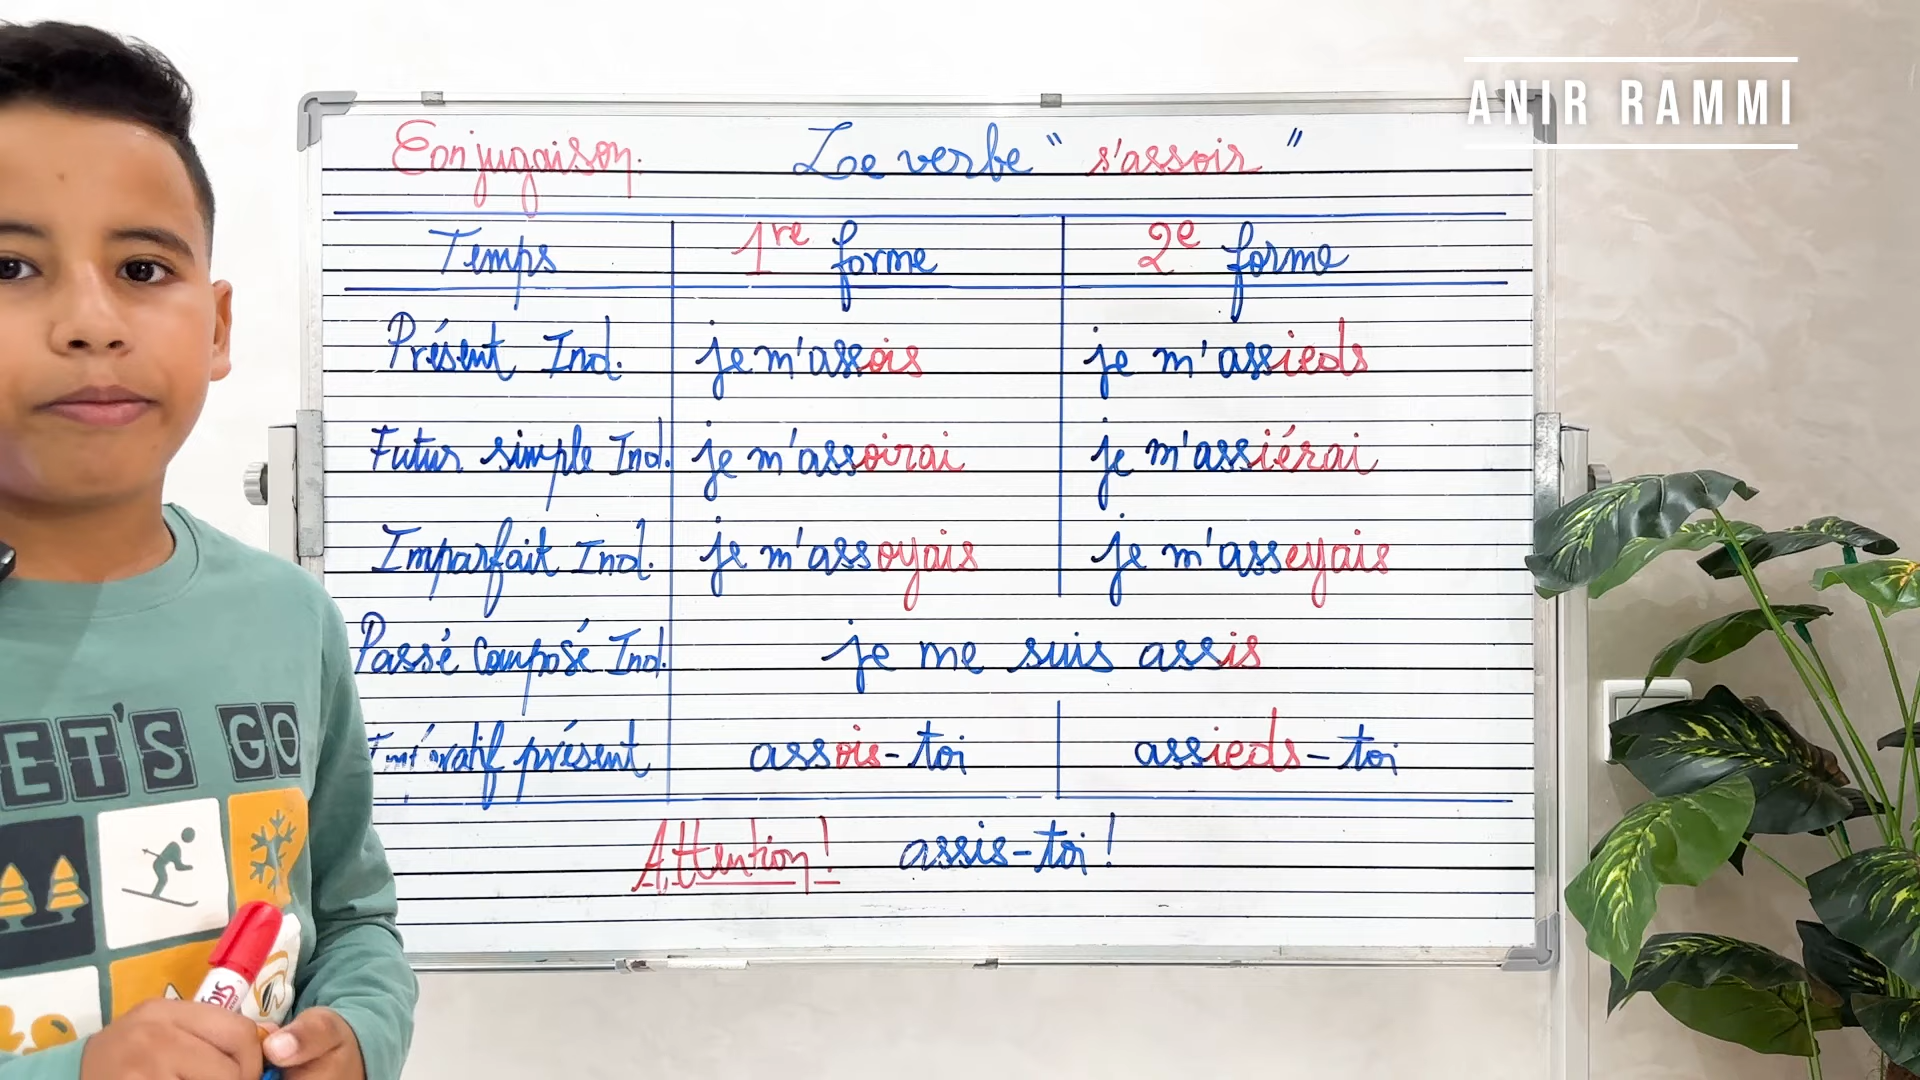 ANIR RAMMI
Conjugaison. Le verbe "s'assoir"
Temps 1re forme 2e forme
Présent Ind. je m'assois je m'assieds
Futur simple Ind. je m'assoirai je m'assiérai
Imparfait Ind. je m'assoyais je m'asseyais
Passé composé Ind. je me suis assis
présent assois-toi assieds-toi
Attention! assis-toi!
LET'S GO